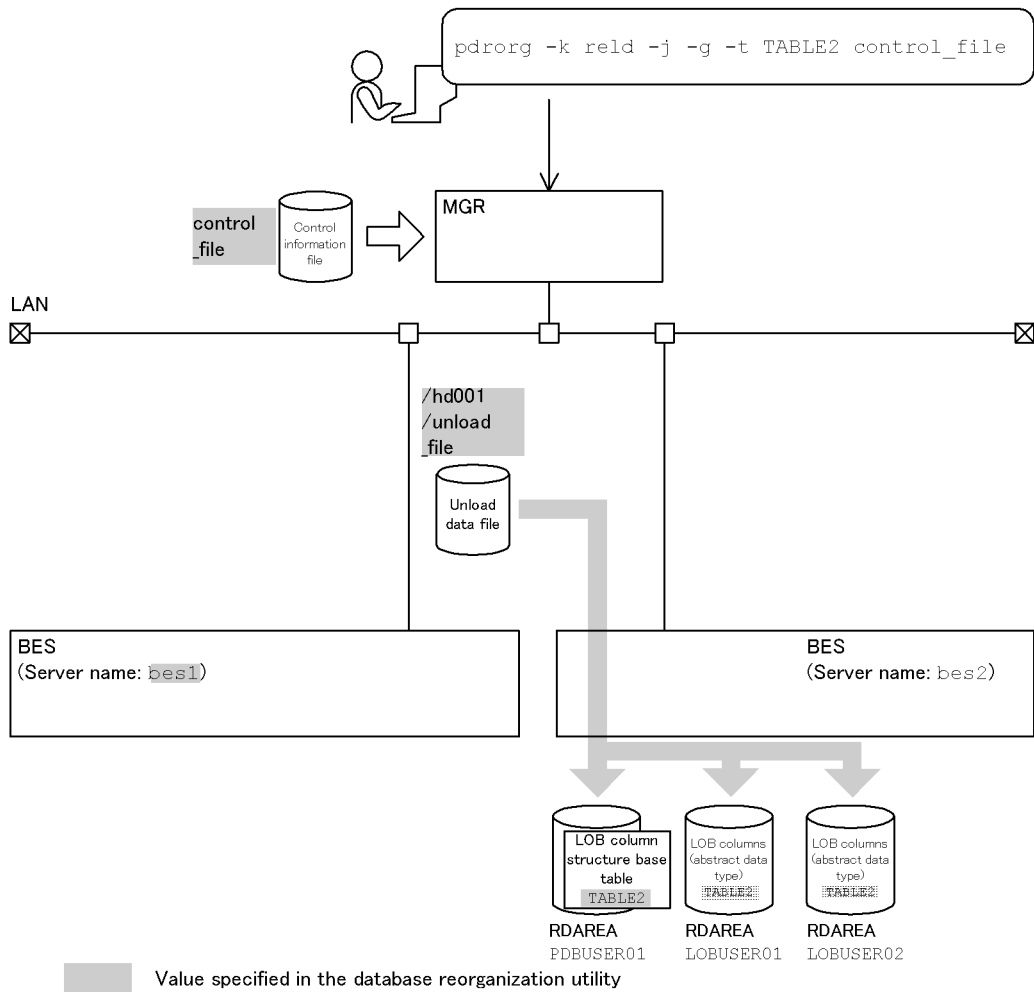 pdrorg -k reld -j -g -t TABLE2 control_file
MGR
control
_file
Control
information
file
LAN
/hd001
/unload
_file
Unload
data file
BES
(Server name: bes1)
BES
(Server name: bes2)
LOB column
structure base
table
TABLE2
LOB columns
(abstract data
type)
TABLE2
LOB columns
(abstract data
type)
TABLE2
RDAREA
PDBUSER01
RDAREA
LOBUSER01
RDAREA
LOBUSER02
Value specified in the database reorganization utility